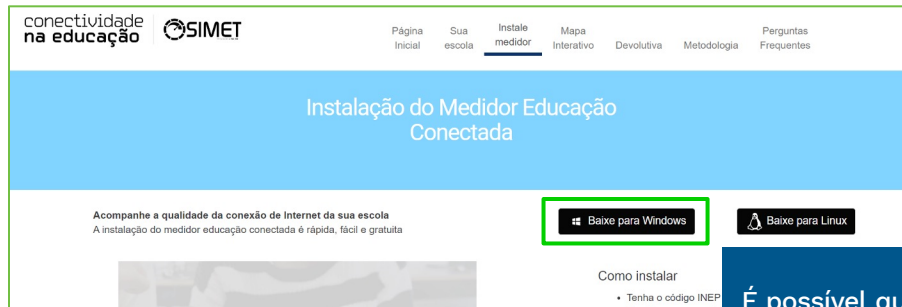 conectividade
na educação
SIMET
Página
Inicial
Sua
escola
Instale
medidor
Mapa
Interativo
Devolutiva
Metodologia
Perguntas
Frequentes
Instalação do Medidor Educação
Conectada
Acompanhe a qualidade da conexão de Internet da sua escola
A instalação do medidor educação conectada é rápida, fácil e gratuita
Baixe para Windows
Baixe para Linux
Como instalar
• Tenha o código INEP
É possível qu